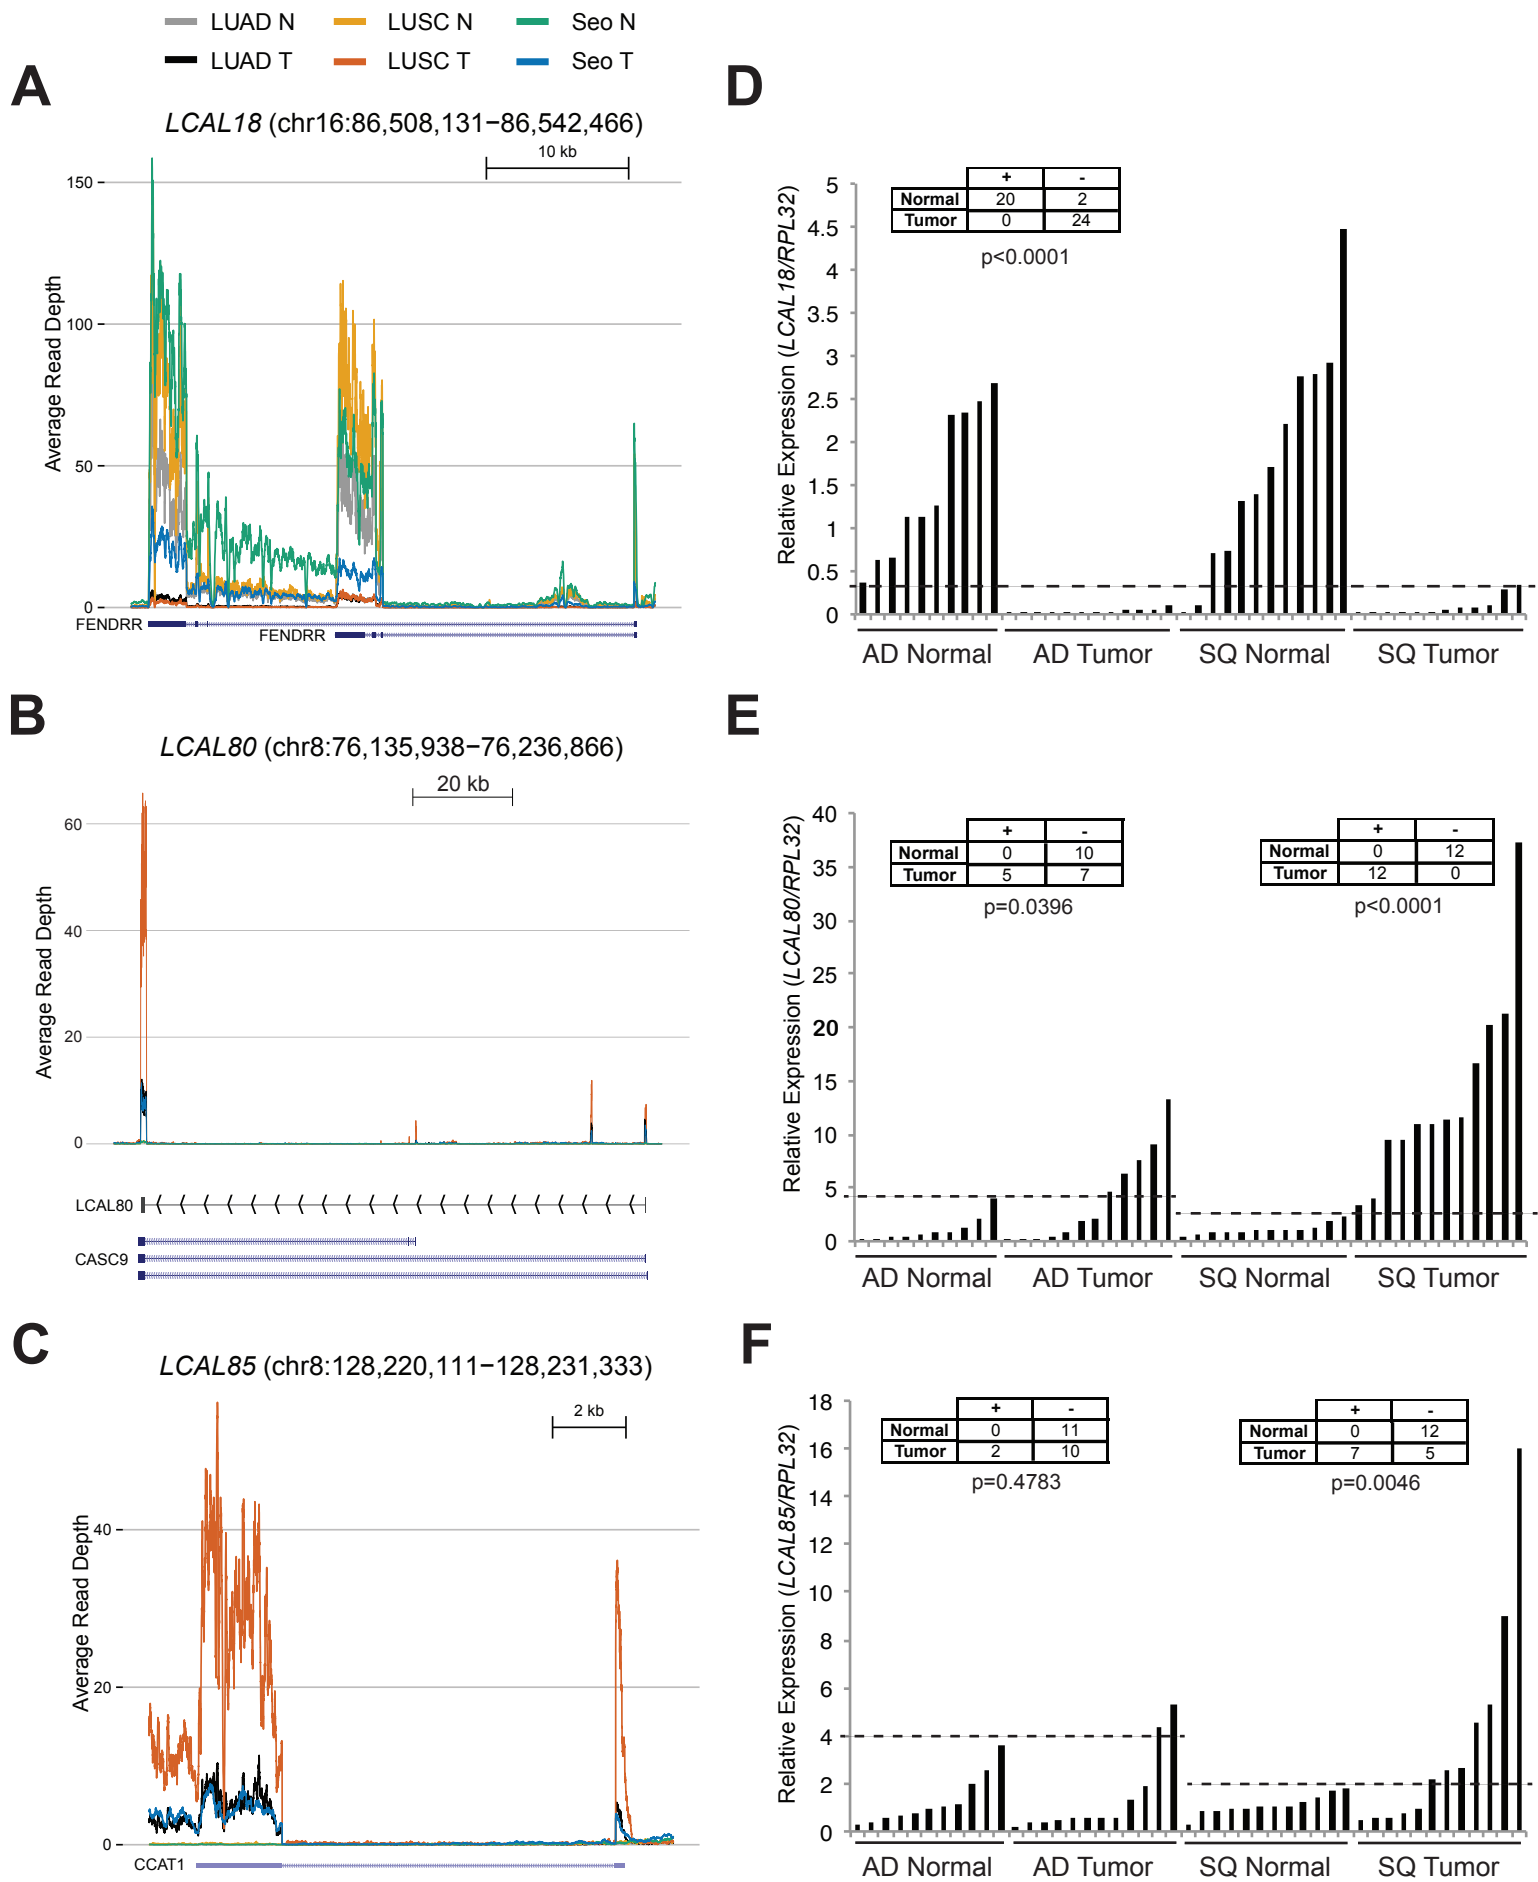 LUAD N LUSC N Seo N
LUAD T LUSC T Seo T
A
LCAL18 (chr16:86,508,131−86,542,466)
10 kb
150
100
50
0
Average Read Depth
FENDRR
FENDRR
B
LCAL80 (chr8:76,135,938−76,236,866)
20 kb
60
40
20
0
Average Read Depth
LCAL80
CASC9
C
LCAL85 (chr8:128,220,111−128,231,333)
2 kb
40
20
0
Average Read Depth
CCAT1
D
Relative Expression (LCAL18/RPL32)
5
4.5
4
3.5
3
2.5
2
1.5
1
0.5
0
+ -
Normal 20 2
Tumor 0 24
p<0.0001
AD Normal AD Tumor SQ Normal SQ Tumor
E
Relative Expression (LCAL80/RPL32)
40
35
30
25
20
15
10
5
0
+ -
Normal 0 10
Tumor 5 7
p=0.0396
+ -
Normal 0 12
Tumor 12 0
p<0.0001
AD Normal AD Tumor SQ Normal SQ Tumor
F
Relative Expression (LCAL85/RPL32)
18
16
14
12
10
8
6
4
2
0
+ -
Normal 0 11
Tumor 2 10
p=0.4783
+ -
Normal 0 12
Tumor 7 5
p=0.0046
AD Normal AD Tumor SQ Normal SQ Tumor